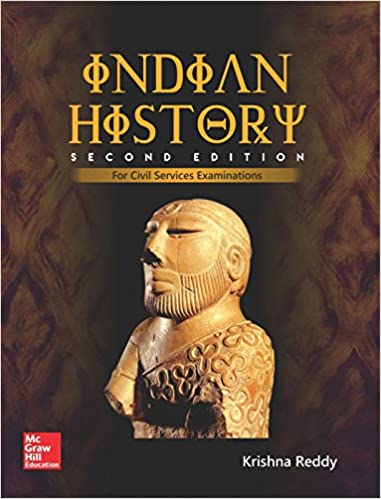 INDIAN
HISTORY
SECOND EDITION
For Civil Services Examinations
Mc
Graw
Hill
Education
Krishna Reddy